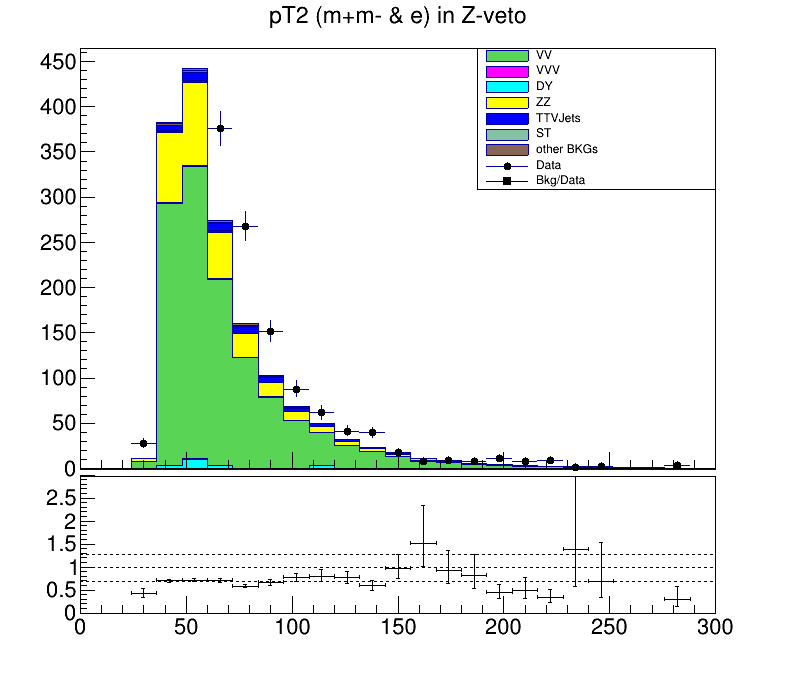 pT2 (m+m- & e) in Z-veto
450
400
350
300
250
200
150
100
50
0
VV
VVV
DY
ZZ
TTVJets
ST
other BKGs
Data
Bkg/Data
2.5
2
1.5
1
0.5
0
0 50 100 150 200 250 300